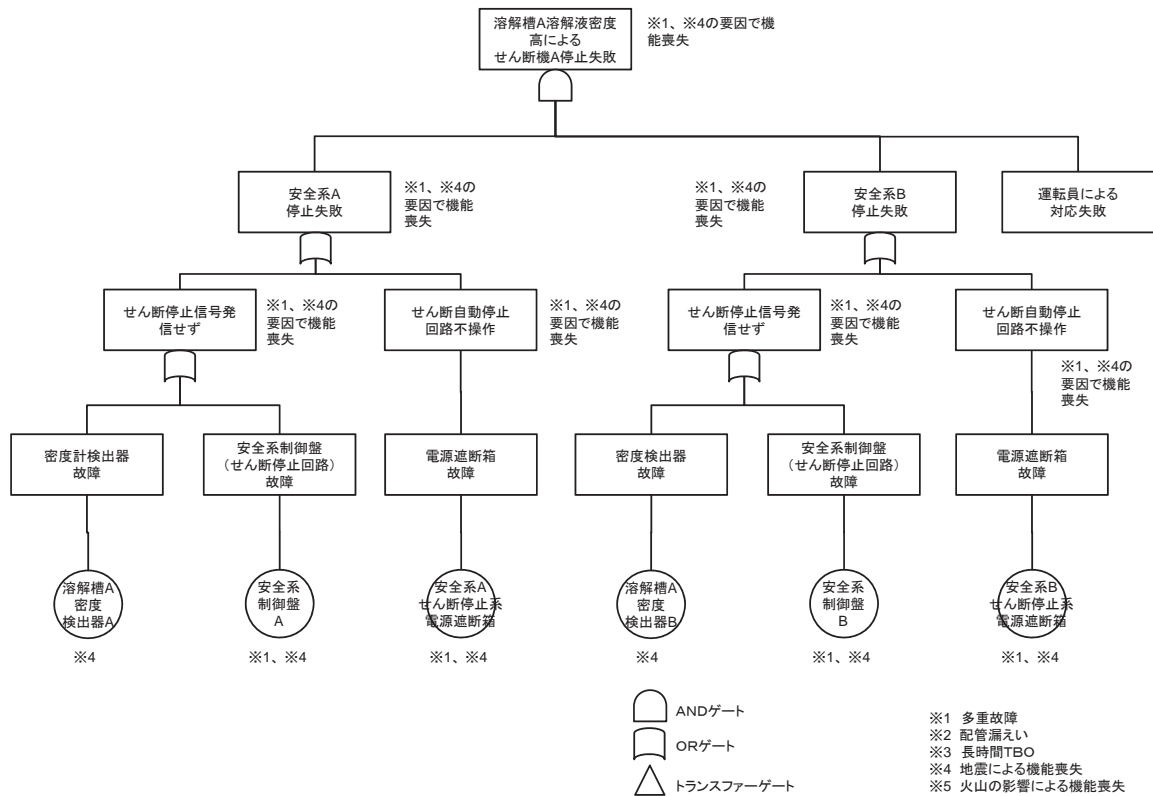 溶解槽A溶解液密度
高による
せん断機A停止失敗
※1、※4の要因で機
能喪失
安全系A
停止失敗
※1、※4の
要因で機能
喪失
※1、※4の
要因で機能
喪失
安全系B
停止失敗
運転員による
対応失敗
せん断停止信号発
信せず
※1、※4の
要因で機能
喪失
せん断自動停止
回路不操作
※1、※4の
要因で機能
喪失
せん断停止信号発
信せず
※1、※4の
要因で機能
喪失
せん断自動停止
回路不操作
※1、※4の
要因で機能
喪失
密度計検出器
故障
安全系制御盤
(せん断停止回路)
故障
電源遮断箱
故障
密度検出器
故障
安全系制御盤
(せん断停止回路)
故障
電源遮断箱
故障
溶解槽A
密度
検出器A
安全系
制御盤
A
安全系A
せん断停止系
電源遮断箱
溶解槽A
密度
検出器B
安全系
制御盤
B
安全系B
せん断停止系
電源遮断箱
※4
※1、※4
※1、※4
※4
※1、※4
※1、※4
ANDゲート
ORゲート
トランスファーゲート
※1 多重故障
※2 配管漏えい
※3 長時間TBO
※4 地震による機能喪失
※5 火山の影響による機能喪失